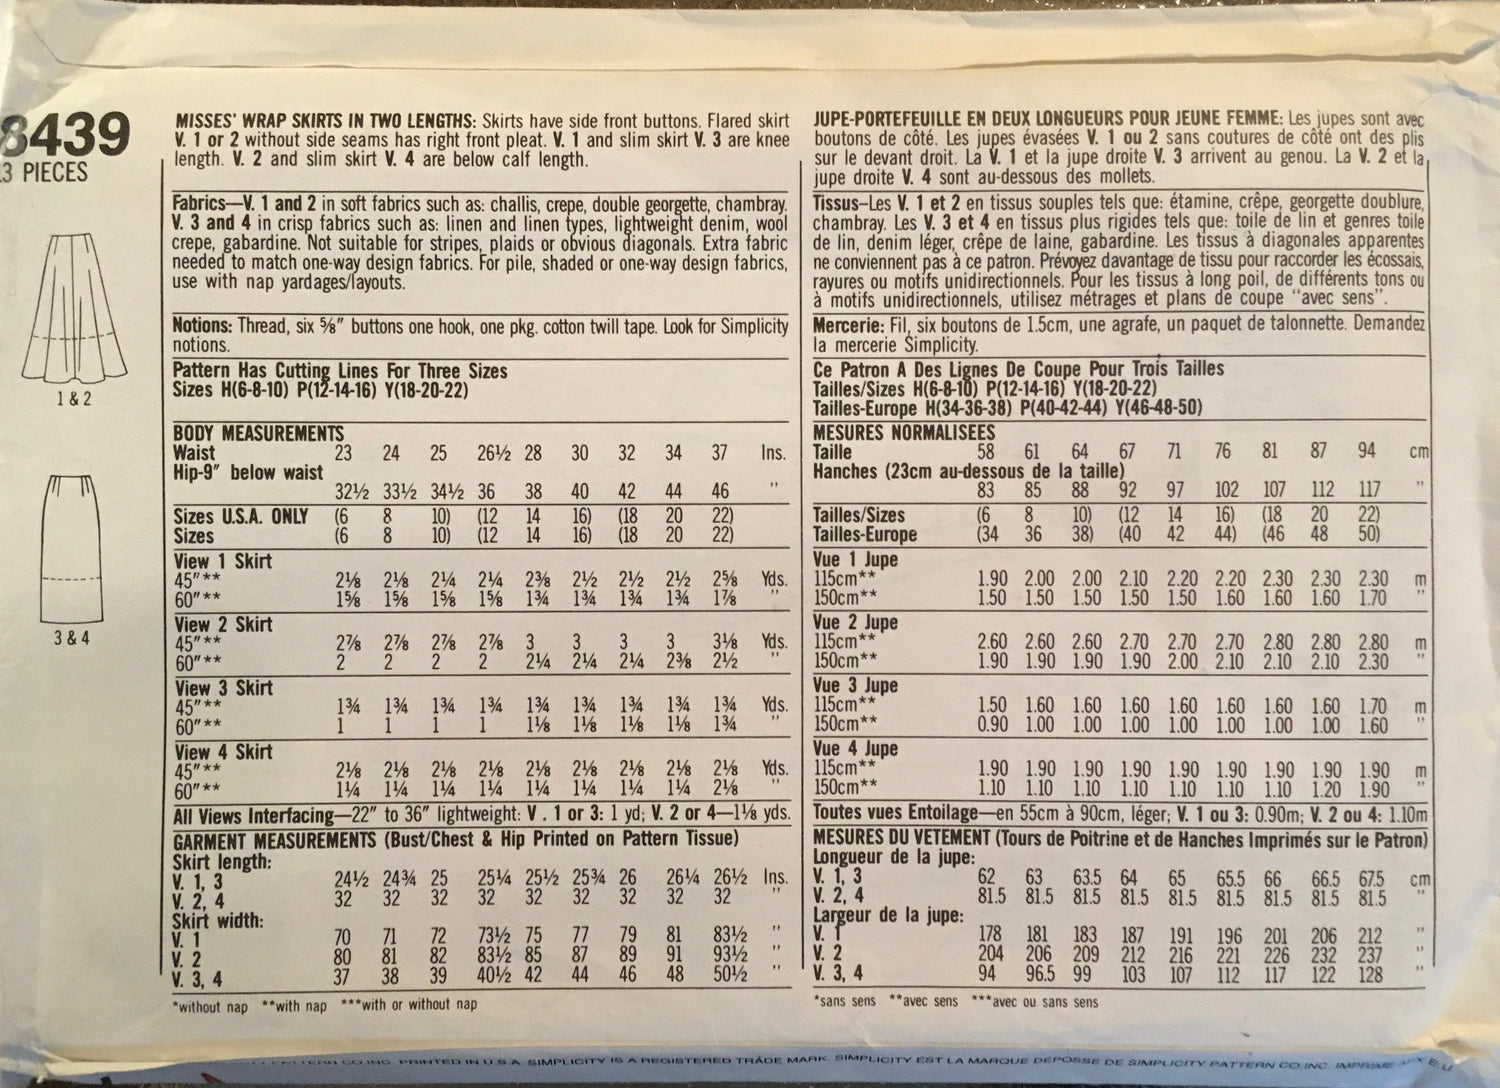 8439
13 PIECES
1 & 2
3 & 4
MISSES' WRAP SKIRTS IN TWO LENGTHS: Skirts have side front buttons. Flared skirt
V. 1 or 2 without side seams has right front pleat. V. 1 and slim skirt V. 3 are knee
length. V. 2 and slim skirt V. 4 are below calf length.
Fabrics—V. 1 and 2 in soft fabrics such as: challis, crepe, double georgette, chambray.
V. 3 and 4 in crisp fabrics such as: linen and linen types, lightweight denim, wool
crepe, gabardine. Not suitable for stripes, plaids or obvious diagonals. Extra fabric
needed to match one-way design fabrics. For pile, shaded or one-way design fabrics,
use with nap yardages/layouts.
Notions: Thread, six ⅝" buttons one hook, one pkg. cotton twill tape. Look for Simplicity
notions.
Pattern Has Cutting Lines For Three Sizes
Sizes H(6-8-10) P(12-14-16) Y(18-20-22)
BODY MEASUREMENTS
Waist 23 24 25 26½ 28 30 32 34 37 Ins.
Hip-9" below waist
32½ 33½ 34½ 36 38 40 42 44 46 "
Sizes U.S.A. ONLY (6 8 10) (12 14 16) (18 20 22)
Sizes (6 8 10) (12 14 16) (18 20 22)
View 1 Skirt
45"** 2⅛ 2⅛ 2¼ 2¼ 2⅜ 2½ 2½ 2½ 2⅝ Yds.
60"** 1⅝ 1⅝ 1⅝ 1⅝ 1¾ 1¾ 1¾ 1¾ 1⅞ "
View 2 Skirt
45"** 2⅞ 2⅞ 2⅞ 2⅞ 3 3 3 3 3⅛ Yds.
60"** 2 2 2 2 2¼ 2¼ 2¼ 2⅜ 2½ "
View 3 Skirt
45"** 1¾ 1¾ 1¾ 1¾ 1¾ 1¾ 1¾ 1¾ 1¾ Yds.
60"** 1 1 1 1 1⅛ 1⅛ 1⅛ 1⅛ 1¾ "
View 4 Skirt
45"** 2⅛ 2⅛ 2⅛ 2⅛ 2⅛ 2⅛ 2⅛ 2⅛ 2⅛ Yds.
60"** 1¼ 1¼ 1¼ 1¼ 1¼ 1¼ 1¼ 1¼ 2⅛ "
All Views Interfacing—22" to 36" lightweight: V . 1 or 3: 1 yd; V. 2 or 4—1⅛ yds.
GARMENT MEASUREMENTS (Bust/Chest & Hip Printed on Pattern Tissue)
Skirt length:
V. 1, 3 24½ 24¾ 25 25¼ 25½ 25¾ 26 26¼ 26½ Ins.
V. 2, 4 32 32 32 32 32 32 32 32 32 "
Skirt width:
V. 1 70 71 72 73½ 75 77 79 81 83½ "
V. 2 80 81 82 83½ 85 87 89 91 93½ "
V. 3, 4 37 38 39 40½ 42 44 46 48 50½ "
*without nap **with nap ***with or without nap
JUPE-PORTEFEUILLE EN DEUX LONGUEURS POUR JEUNE FEMME: Les jupes sont avec
boutons de côté. Les jupes évasées V. 1 ou 2 sans coutures de côté ont des plis
sur le devant droit. La V. 1 et la jupe droite V. 3 arrivent au genou. La V. 2 et la
jupe droite V. 4 sont au-dessous des mollets.
Tissus–Les V. 1 et 2 en tissus souples tels que: étamine, crêpe, georgette doublure,
chambray. Les V. 3 et 4 en tissus plus rigides tels que: toile de lin et genres toile
de lin, denim léger, crêpe de laine, gabardine. Les tissus à diagonales apparentes
ne conviennent pas à ce patron. Prévoyez davantage de tissu pour raccorder les écossais,
rayures ou motifs unidirectionnels. Pour les tissus à long poil, de différents tons ou
à motifs unidirectionnels, utilisez métrages et plans de coupe "avec sens".
Mercerie: Fil, six boutons de 1.5cm, une agrafe, un paquet de talonnette. Demandez
la mercerie Simplicity.
Ce Patron A Des Lignes De Coupe Pour Trois Tailles
Tailles/Sizes H(6-8-10) P(12-14-16) Y(18-20-22)
Tailles-Europe H(34-36-38) P(40-42-44) Y(46-48-50)
MESURES NORMALISEES
Taille 58 61 64 67 71 76 81 87 94 cm
Hanches (23cm au-dessous de la taille)
83 85 88 92 97 102 107 112 117 "
Tailles/Sizes (6 8 10) (12 14 16) (18 20 22)
Tailles-Europe (34 36 38) (40 42 44) (46 48 50)
Vue 1 Jupe
115cm** 1.90 2.00 2.00 2.10 2.20 2.20 2.30 2.30 2.30 m
150cm** 1.50 1.50 1.50 1.50 1.50 1.60 1.60 1.60 1.70 "
Vue 2 Jupe
115cm** 2.60 2.60 2.60 2.70 2.70 2.70 2.80 2.80 2.80 m
150cm** 1.90 1.90 1.90 1.90 2.00 2.10 2.10 2.10 2.30 "
Vue 3 Jupe
115cm** 1.50 1.60 1.60 1.60 1.60 1.60 1.60 1.60 1.70 m
150cm** 0.90 1.00 1.00 1.00 1.00 1.00 1.00 1.00 1.60 "
Vue 4 Jupe
115cm** 1.90 1.90 1.90 1.90 1.90 1.90 1.90 1.90 1.90 m
150cm** 1.10 1.10 1.10 1.10 1.10 1.10 1.10 1.20 1.90 "
Toutes vues Entoilage—en 55cm à 90cm, léger; V. 1 ou 3: 0.90m; V. 2 ou 4: 1.10m
MESURES DU VETEMENT (Tours de Poitrine et de Hanches Imprimés sur le Patron)
Longueur de la jupe:
V. 1, 3 62 63 63.5 64 65 65.5 66 66.5 67.5 cm
V. 2, 4 81.5 81.5 81.5 81.5 81.5 81.5 81.5 81.5 81.5 "
Largeur de la jupe:
V. 1 178 181 183 187 191 196 201 206 212 "
V. 2 204 206 209 212 216 221 226 232 237 "
V. 3, 4 94 96.5 99 103 107 112 117 122 128 "
*sans sens **avec sens ***avec ou sans sens
PATTERN CO. INC. PRINTED IN U.S.A. SIMPLICITY IS A REGISTERED TRADE MARK. SIMPLICITY EST LA MARQUE DEPOSSE DE SIMPLICITY PATTERN CO. INC. IMPRIME AUX E.U.